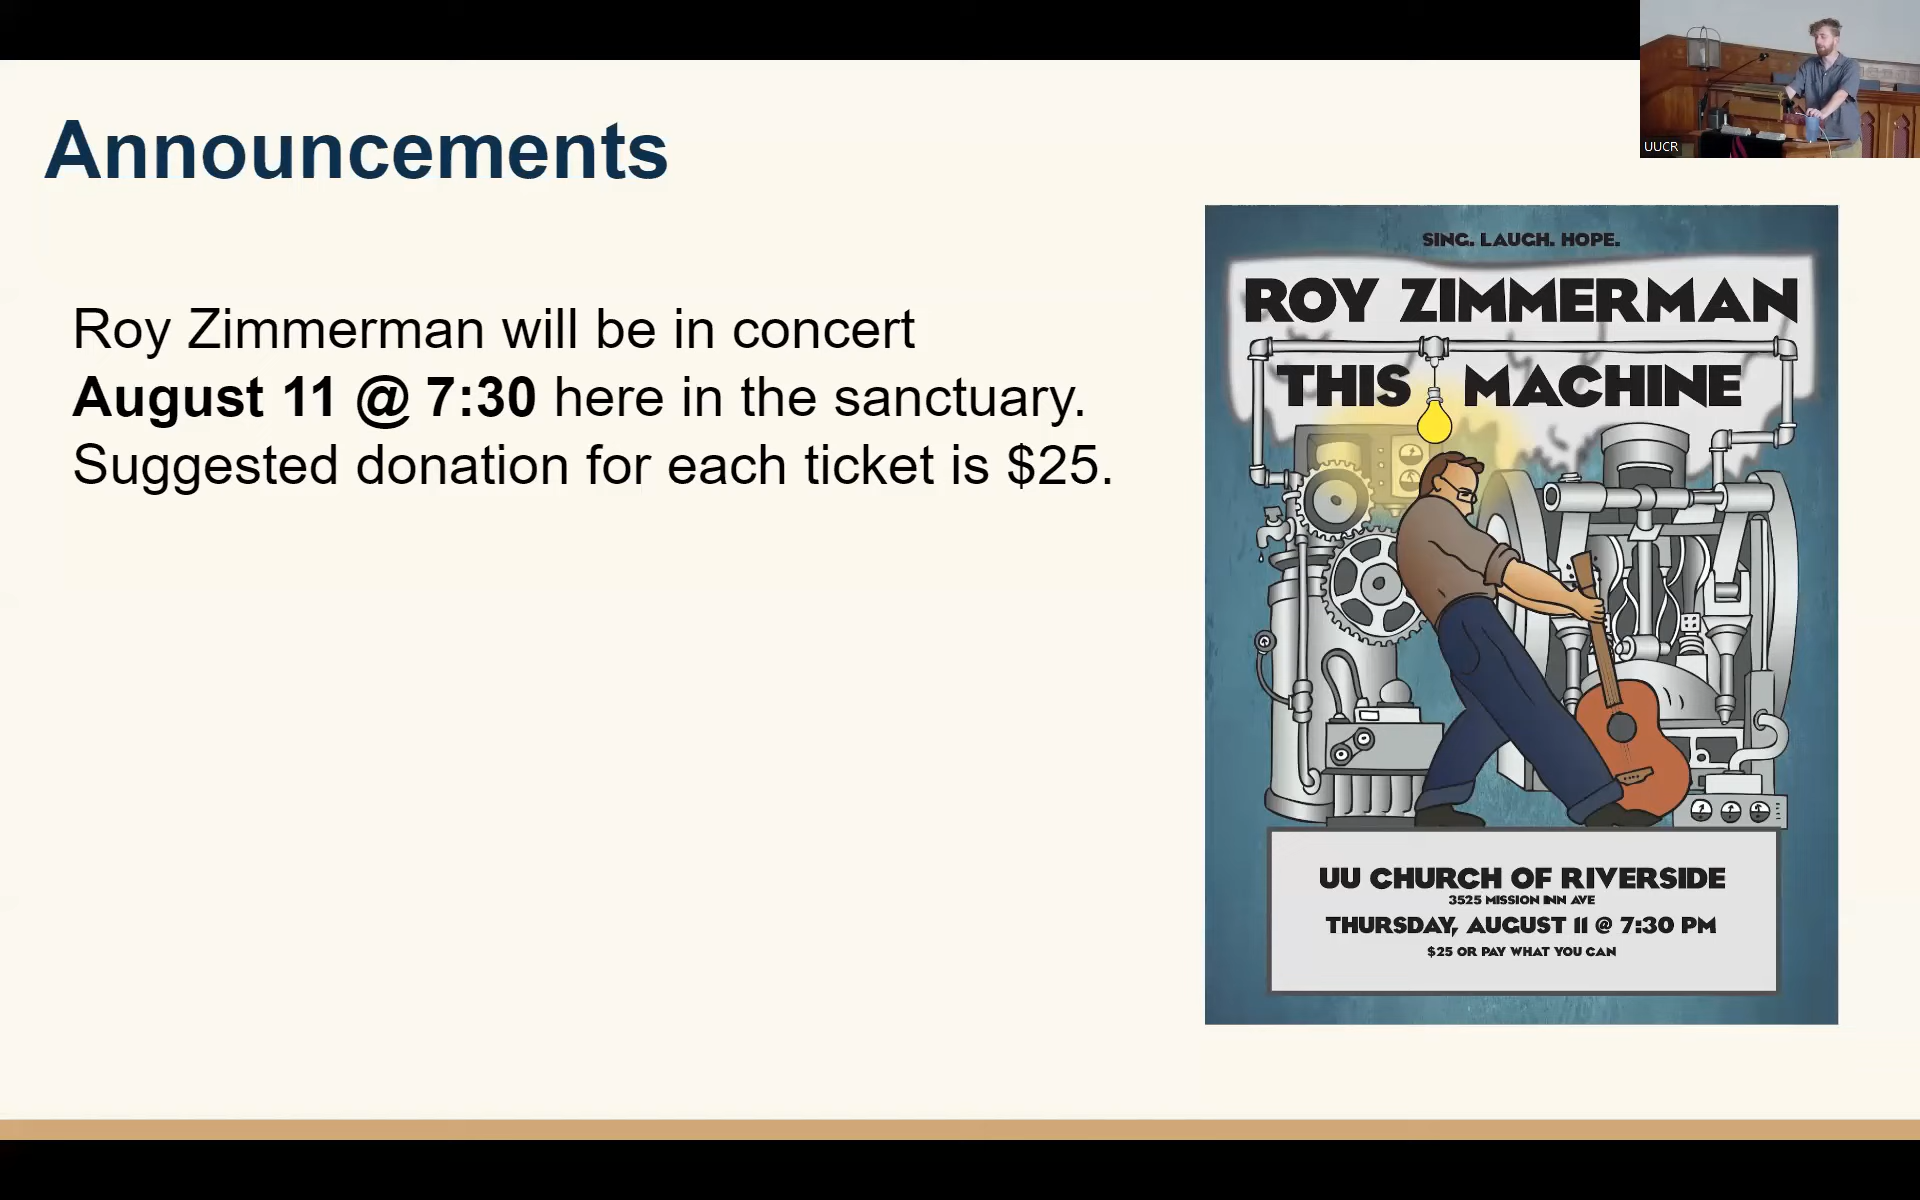 UUCR
Announcements
Roy Zimmerman will be in concert
August 11 @ 7:30 here in the sanctuary.
Suggested donation for each ticket is $25.
SING. LAUGH. HOPE.
ROY ZIMMERMAN
THIS MACHINE
UU CHURCH OF RIVERSIDE
3525 MISSION INN AVE
THURSDAY, AUGUST 11 @ 7:30 PM
$25 OR PAY WHAT YOU CAN